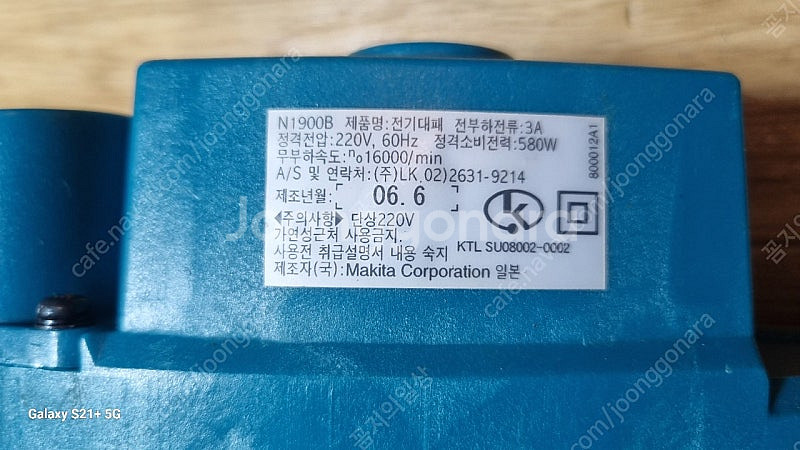 N1900B 제품명:전기대패 전부하전류:3A
정격전압:220V, 60Hz 정격소비전력:580W
무부하속도:n₀16000/min
A/S 및 연락처:(주)LK 02)2631-9214
제조년월: 06. 6
◀주의사항▶ 단상220V
가연성근처 사용금지.
사용전 취급설명서 내용 숙지
제조자(국):Makita Corporation 일본
KTL SU08002-0002
800012A1
Joonggonara
cafe.naver.com/joonggonara
Galaxy S21+ 5G